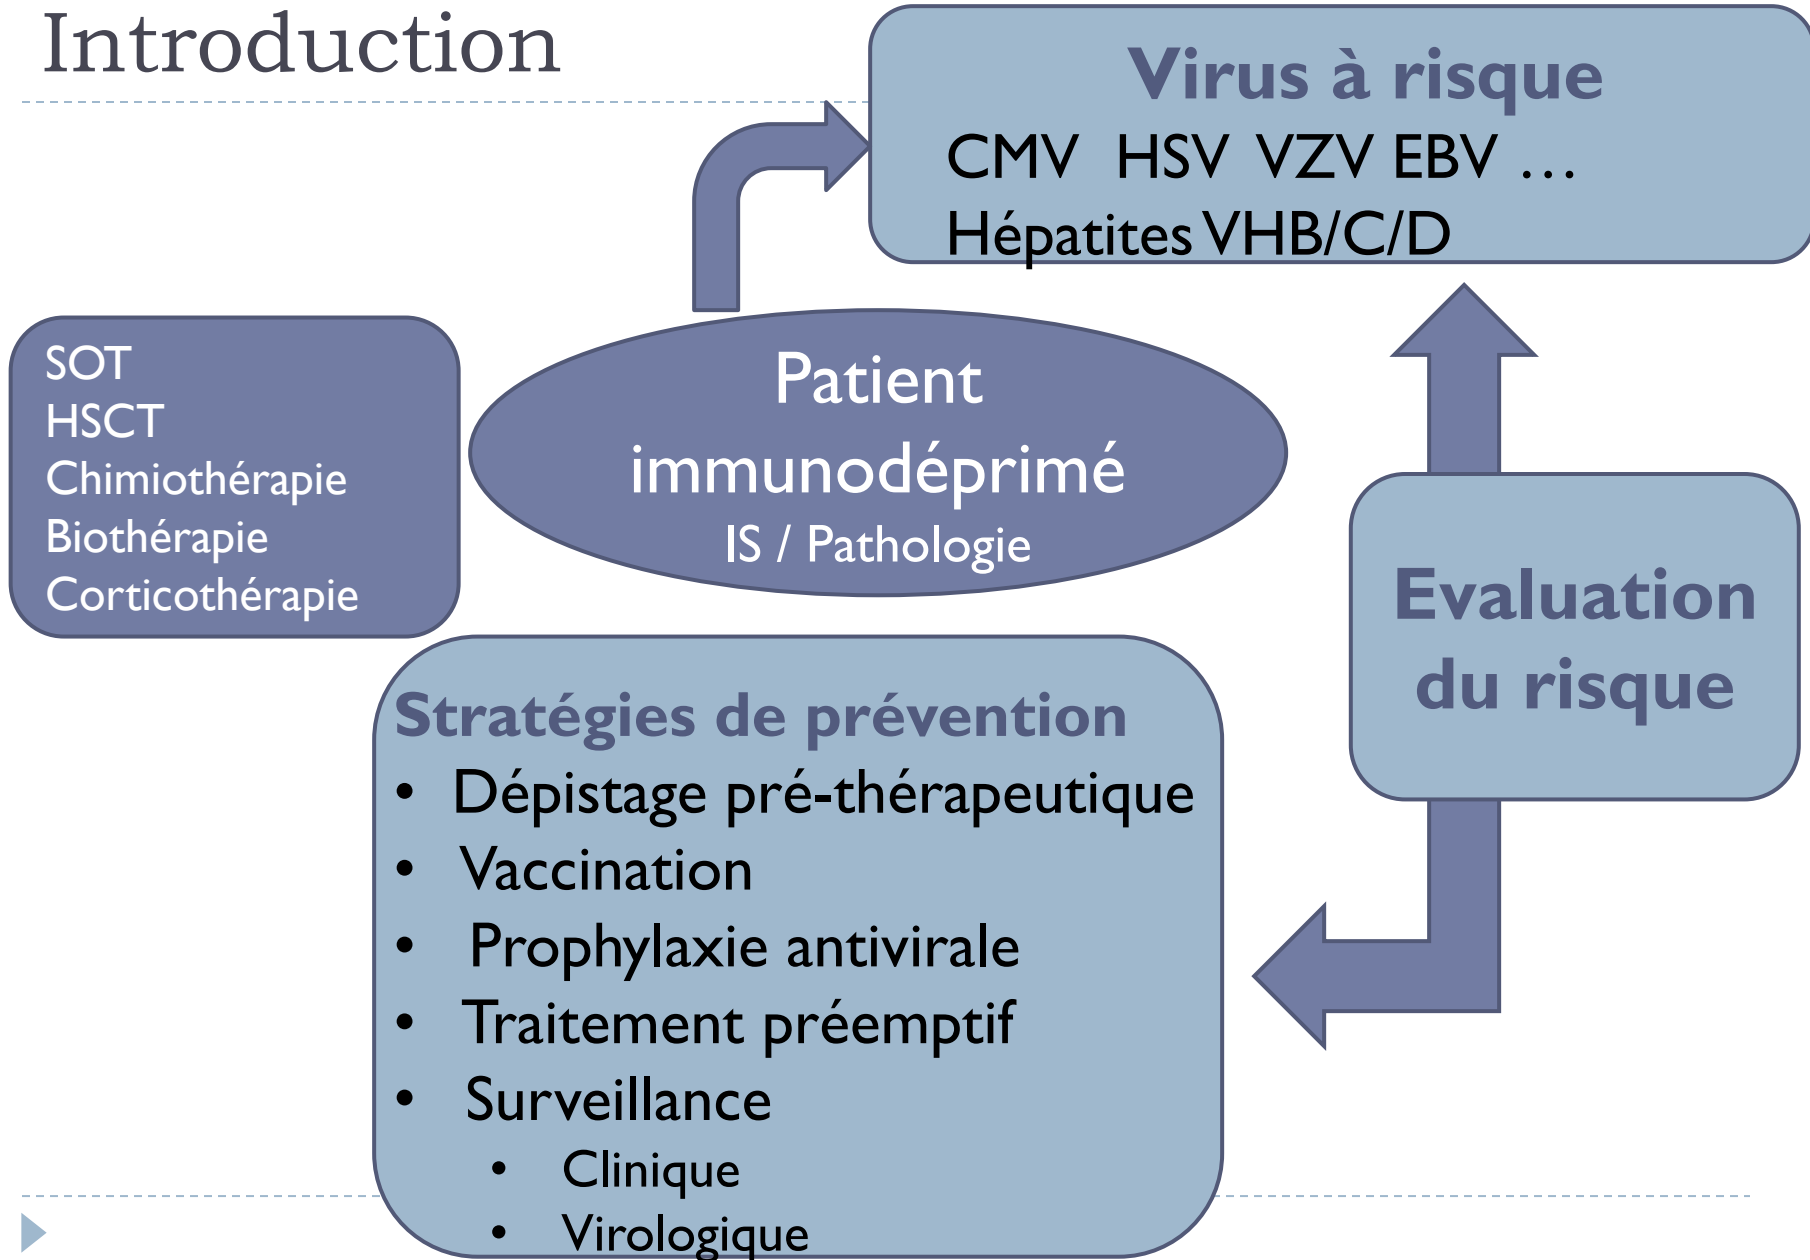 Introduction
Virus à risque
CMV HSV VZV EBV …
Hépatites VHB/C/D
SOT
HSCT
Chimiothérapie
Biothérapie
Corticothérapie
Patient
immunodéprimé
IS / Pathologie
Evaluation
du risque
Stratégies de prévention
• Dépistage pré-thérapeutique
• Vaccination
• Prophylaxie antivirale
• Traitement préemptif
• Surveillance
• Clinique
• Virologique